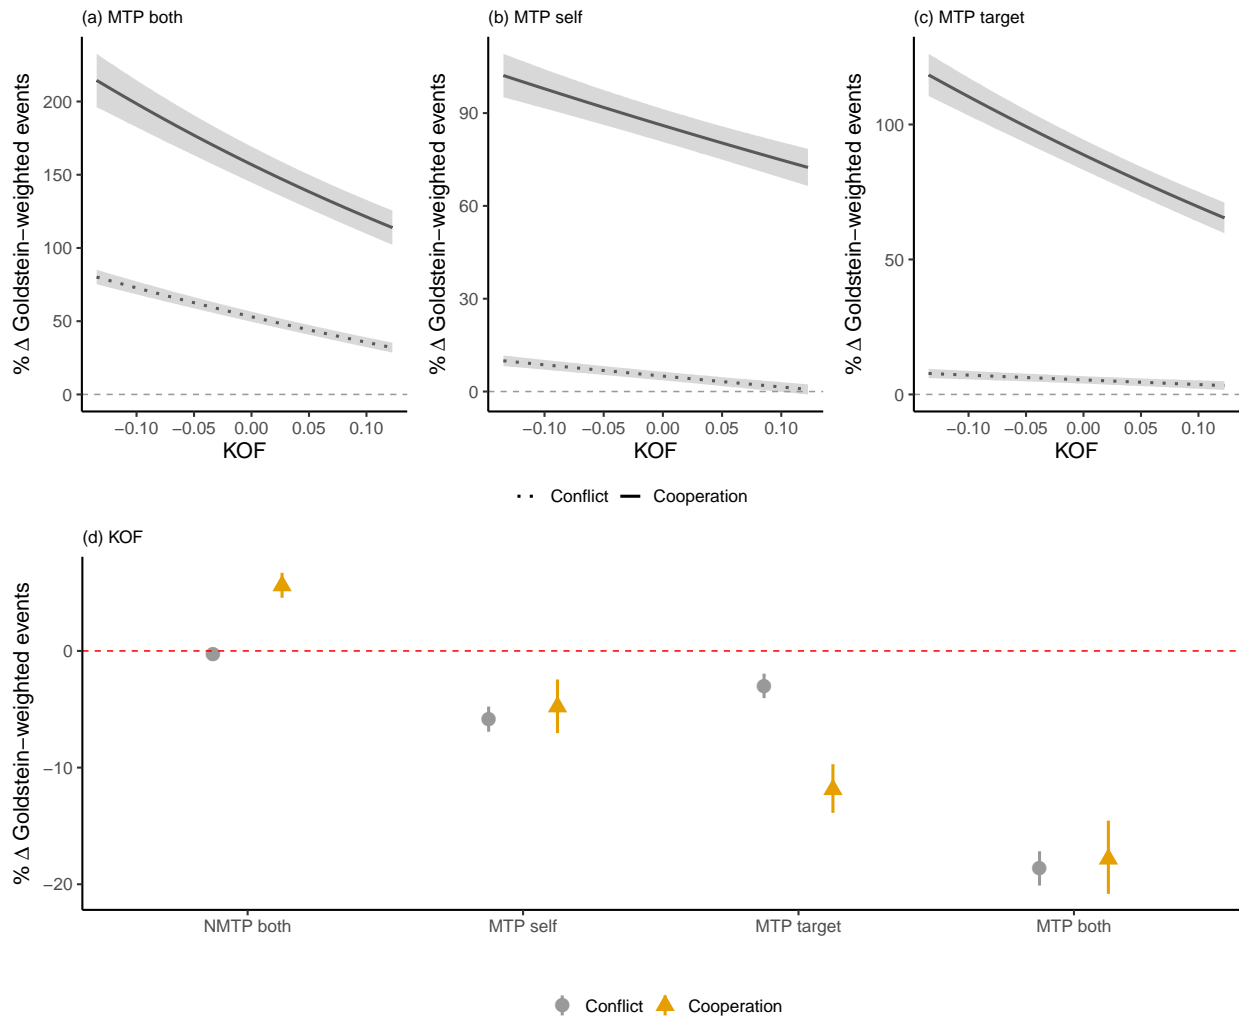 (a) MTP both
(b) MTP self
(c) MTP target
% Δ Goldstein−weighted events
200
150
100
50
0
−0.10 −0.05 0.00 0.05 0.10
KOF
% Δ Goldstein−weighted events
90
60
30
0
−0.10 −0.05 0.00 0.05 0.10
KOF
% Δ Goldstein−weighted events
100
50
0
−0.10 −0.05 0.00 0.05 0.10
KOF
Conflict Cooperation
(d) KOF
% Δ Goldstein−weighted events
0
−10
−20
NMTP both MTP self MTP target MTP both
Conflict Cooperation